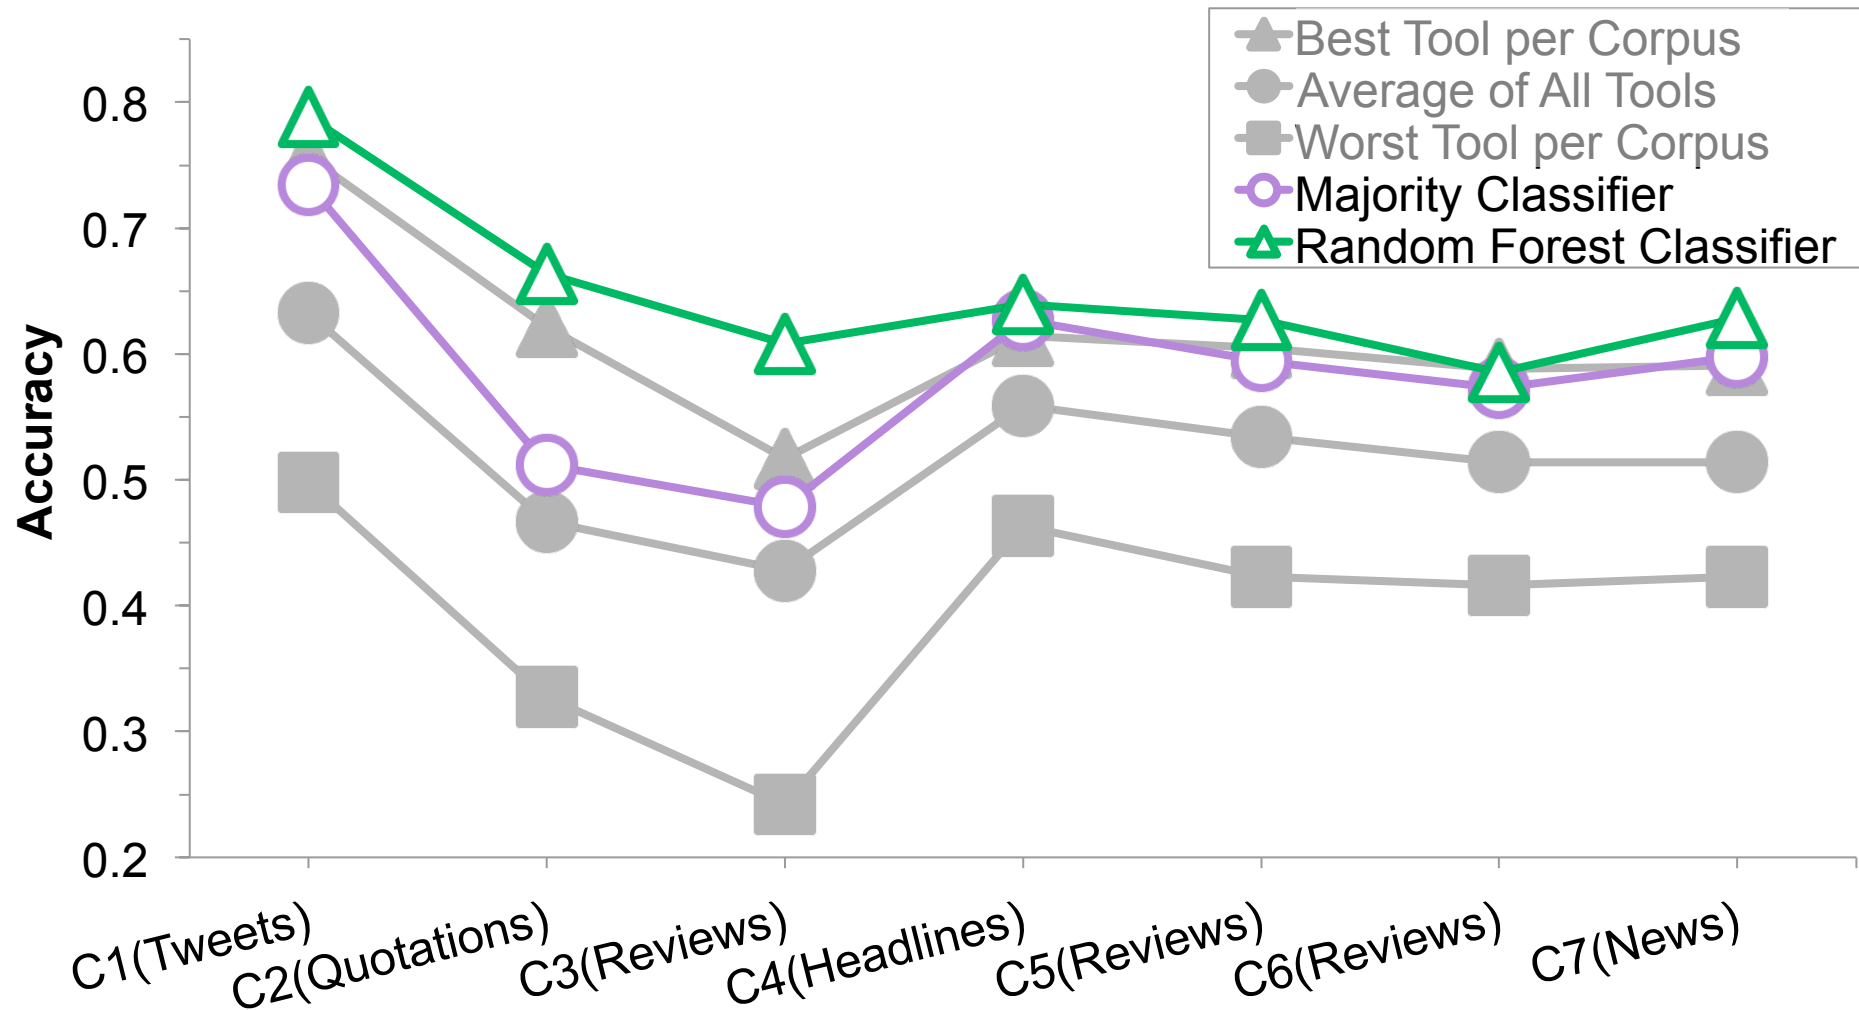 Best Tool per Corpus
Average of All Tools
Worst Tool per Corpus
Majority Classifier
Random Forest Classifier
Accuracy
0.8
0.7
0.6
0.5
0.4
0.3
0.2
C1(Tweets)
C2(Quotations)
C3(Reviews)
C4(Headlines)
C5(Reviews)
C6(Reviews)
C7(News)